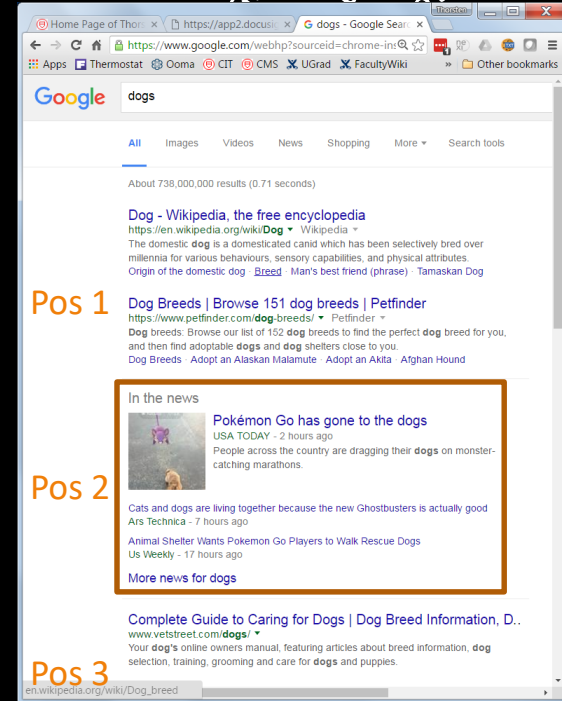 Thorsten
Home Page of Thors
https://app2.docusig
dogs - Google Searc
https://www.google.com/webhp?sourceid=chrome-ins
Apps Thermostat Ooma CIT CMS UGrad FacultyWiki » Other bookmarks
Google dogs
All Images Videos News Shopping More Search tools
About 738,000,000 results (0.71 seconds)
Dog - Wikipedia, the free encyclopedia
https://en.wikipedia.org/wiki/Dog Wikipedia
The domestic dog is a domesticated canid which has been selectively bred over
millennia for various behaviours, sensory capabilities, and physical attributes.
Origin of the domestic dog · Breed · Man's best friend (phrase) · Tamaskan Dog
Pos 1
Dog Breeds | Browse 151 dog breeds | Petfinder
https://www.petfinder.com/dog-breeds/ Petfinder
Dog breeds: Browse our list of 152 dog breeds to find the perfect dog breed for you,
and then find adoptable dogs and dog shelters close to you.
Dog Breeds · Adopt an Alaskan Malamute · Adopt an Akita · Afghan Hound
In the news
Pokémon Go has gone to the dogs
USA TODAY - 2 hours ago
People across the country are dragging their dogs on monster-
catching marathons.
Pos 2
Cats and dogs are living together because the new Ghostbusters is actually good
Ars Technica - 7 hours ago
Animal Shelter Wants Pokemon Go Players to Walk Rescue Dogs
Us Weekly - 17 hours ago
More news for dogs
Complete Guide to Caring for Dogs | Dog Breed Information, D..
www.vetstreet.com/dogs/
Your dog's online owners manual, featuring articles about breed information, dog
selection, training, grooming and care for dogs and puppies.
Pos 3
en.wikipedia.org/wiki/Dog_breed